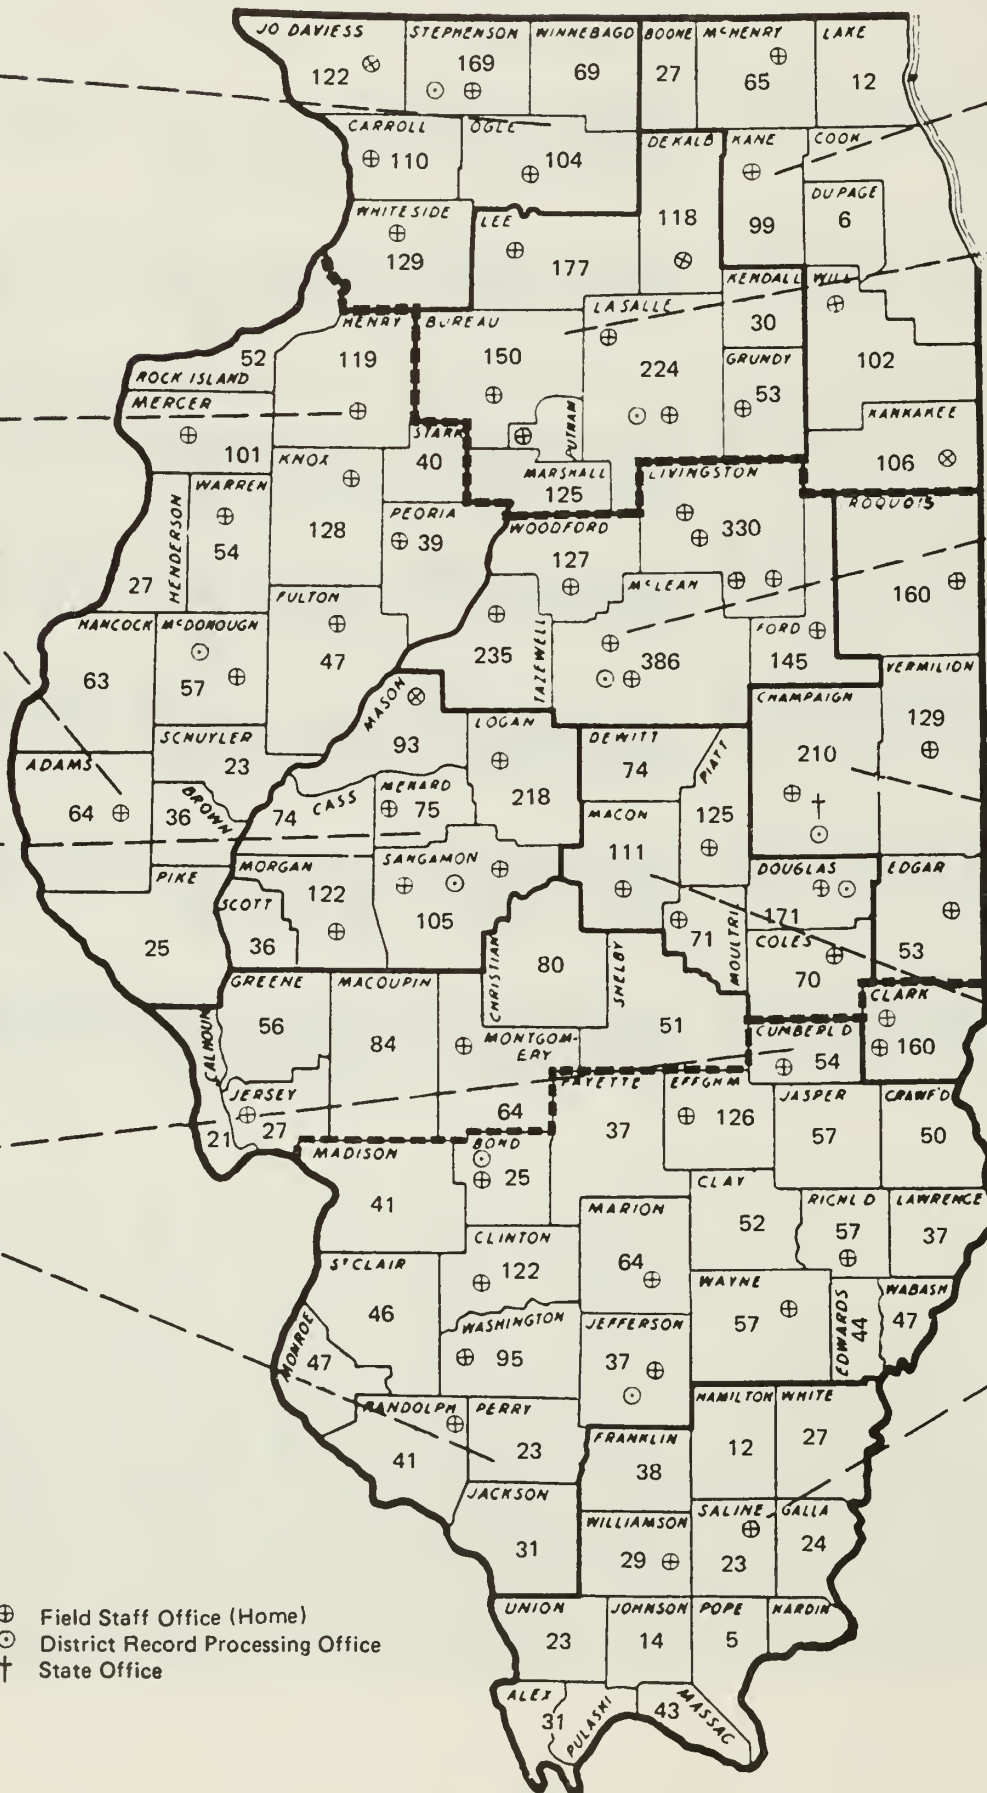 JO DAVIESS
122
STEPHENSON
169
WINNEBAGO
69
BOONE
27
McHENRY
65
LAKE
12
CARROLL
110
OGLE
104
DEKALB
118
KANE
99
COOK
DUPAGE
6
WHITESIDE
129
LEE
177
KENDALL
30
WILL
102
ROCK ISLAND
52
HENRY
119
BUREAU
150
LASALLE
224
GRUNDY
53
KANKAKEE
106
MERCER
101
STARK
40
PUTNAM
MARSHALL
125
LIVINGSTON
330
KNOX
128
WARREN
54
HENDERSON
27
PEORIA
39
WOODFORD
127
IROQUOIS
160
HANCOCK
63
McDONOUGH
57
FULTON
47
TAZEWELL
235
McLEAN
386
FORD
145
VERMILION
129
MASON
93
LOGAN
218
CHAMPAIGN
210
SCHUYLER
23
ADAMS
64
BROWN
36
CASS
74
MENARD
75
DEWITT
74
PIATT
125
MACON
111
PIKE
25
MORGAN
122
SCOTT
36
SANGAMON
105
DOUGLAS
171
EDGAR
53
CHRISTIAN
80
SHELBY
51
MOULTRI
71
COLES
70
CLARK
160
GREENE
56
MACOUPIN
84
MONTGOM-
ERY
64
CUMBERL D
54
CALHOUN
21
JERSEY
27
FAYETTE
37
EFFGHM
126
JASPER
57
CRAWF'D
50
MADISON
41
BOND
25
CLAY
52
RICHL D
57
LAWRENCE
37
MARION
64
CLINTON
122
ST CLAIR
46
WAYNE
57
EDWARDS
44
WABASH
47
MONROE
47
WASHINGTON
95
JEFFERSON
37
RANDOLPH
41
PERRY
23
HAMILTON
12
WHITE
27
FRANKLIN
38
JACKSON
31
WILLIAMSON
29
SALINE
23
GALLA
24
UNION
23
JOHNSON
14
POPE
5
HARDIN
ALEX
31
PULASKI
43
MASSAC
⊕ Field Staff Office (Home)
⊙ District Record Processing Office
† State Office